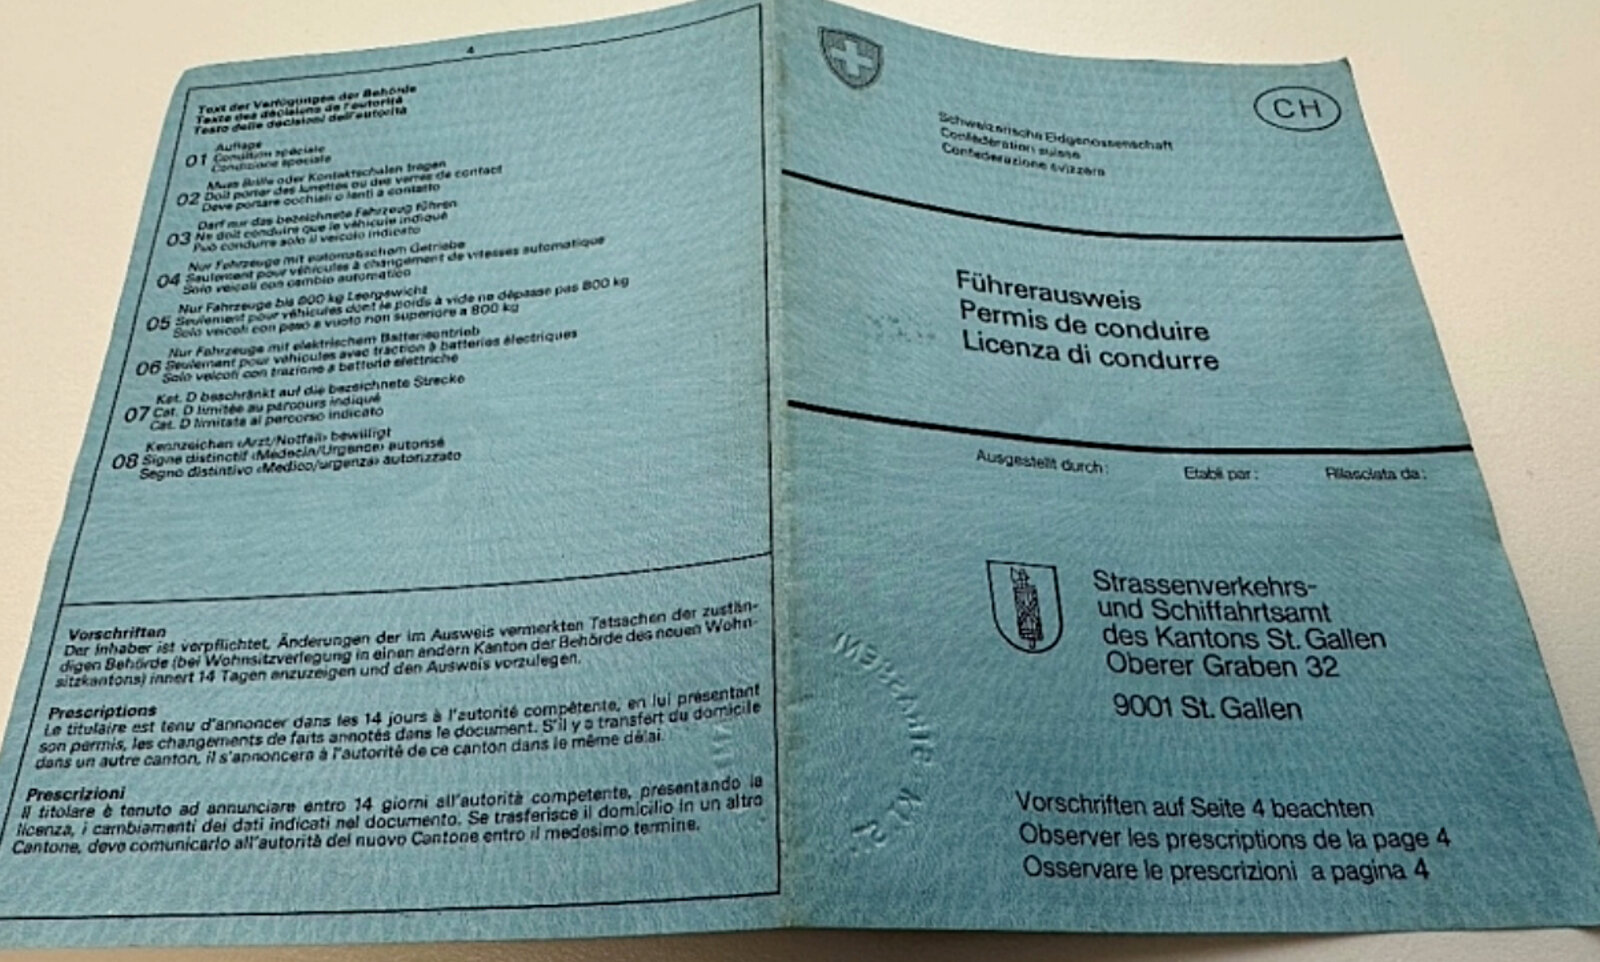 4
Text der Verfügungen der Behörde
Texte des décisions de l'autorité
Testo delle decisioni dell'autorità
Auflage
01 Condition spéciale
Condizione speciale
Muss Brille oder Kontaktschalen tragen
02 Doit porter des lunettes ou des verres de contact
Deve portare occhiali o lenti a contatto
Darf nur das bezeichnete Fahrzeug führen
03 Ne doit conduire que le véhicule indiqué
Può condurre solo il veicolo indicato
Nur Fahrzeuge mit automatischem Getriebe
04 Seulement pour véhicules à changement de vitesses automatique
Solo veicoli con cambio automatico
Nur Fahrzeuge bis 800 kg Leergewicht
05 Seulement pour véhicules dont le poids à vide ne dépasse pas 800 kg
Solo veicoli con peso a vuoto non superiore a 800 kg
Nur Fahrzeuge mit elektrischem Batterieantrieb
06 Seulement pour véhicules avec traction à batteries électriques
Solo veicoli con trazione a batterie elettriche
Kat. D beschränkt auf die bezeichnete Strecke
07 Cat. D limitée au parcours indiqué
Cat. D limitata al percorso indicato
Kennzeichen «Arzt/Notfall» bewilligt
08 Signe distinctif «Médecin/Urgence» autorisé
Segno distintivo «Medico/urgenza» autorizzato
Vorschriften
Der Inhaber ist verpflichtet, Änderungen der im Ausweis vermerkten Tatsachen der zustän-
digen Behörde (bei Wohnsitzverlegung in einen andern Kanton der Behörde des neuen Wohn-
sitzkantons) innert 14 Tagen anzuzeigen und den Ausweis vorzulegen.
Prescriptions
Le titulaire est tenu d'annoncer dans les 14 jours à l'autorité compétente, en lui présentant
son permis, les changements de faits annotés dans le document. S'il y a transfert du domicile
dans un autre canton, il s'annoncera à l'autorité de ce canton dans le même délai.
Prescrizioni
Il titolare è tenuto ad annunciare entro 14 giorni all'autorità competente, presentando la
licenza, i cambiamenti dei dati indicati nel documento. Se trasferisce il domicilio in un altro
Cantone, deve comunicarlo all'autorità del nuovo Cantone entro il medesimo termine.
CH
Schweizerische Eidgenossenschaft
Confédération suisse
Confederazione svizzera
Führerausweis
Permis de conduire
Licenza di condurre
Ausgestellt durch: Etabli par: Rilasciata da:
Strassenverkehrs-
und Schiffahrtsamt
des Kantons St. Gallen
Oberer Graben 32
9001 St. Gallen
Vorschriften auf Seite 4 beachten
Observer les prescriptions de la page 4
Osservare le prescrizioni a pagina 4